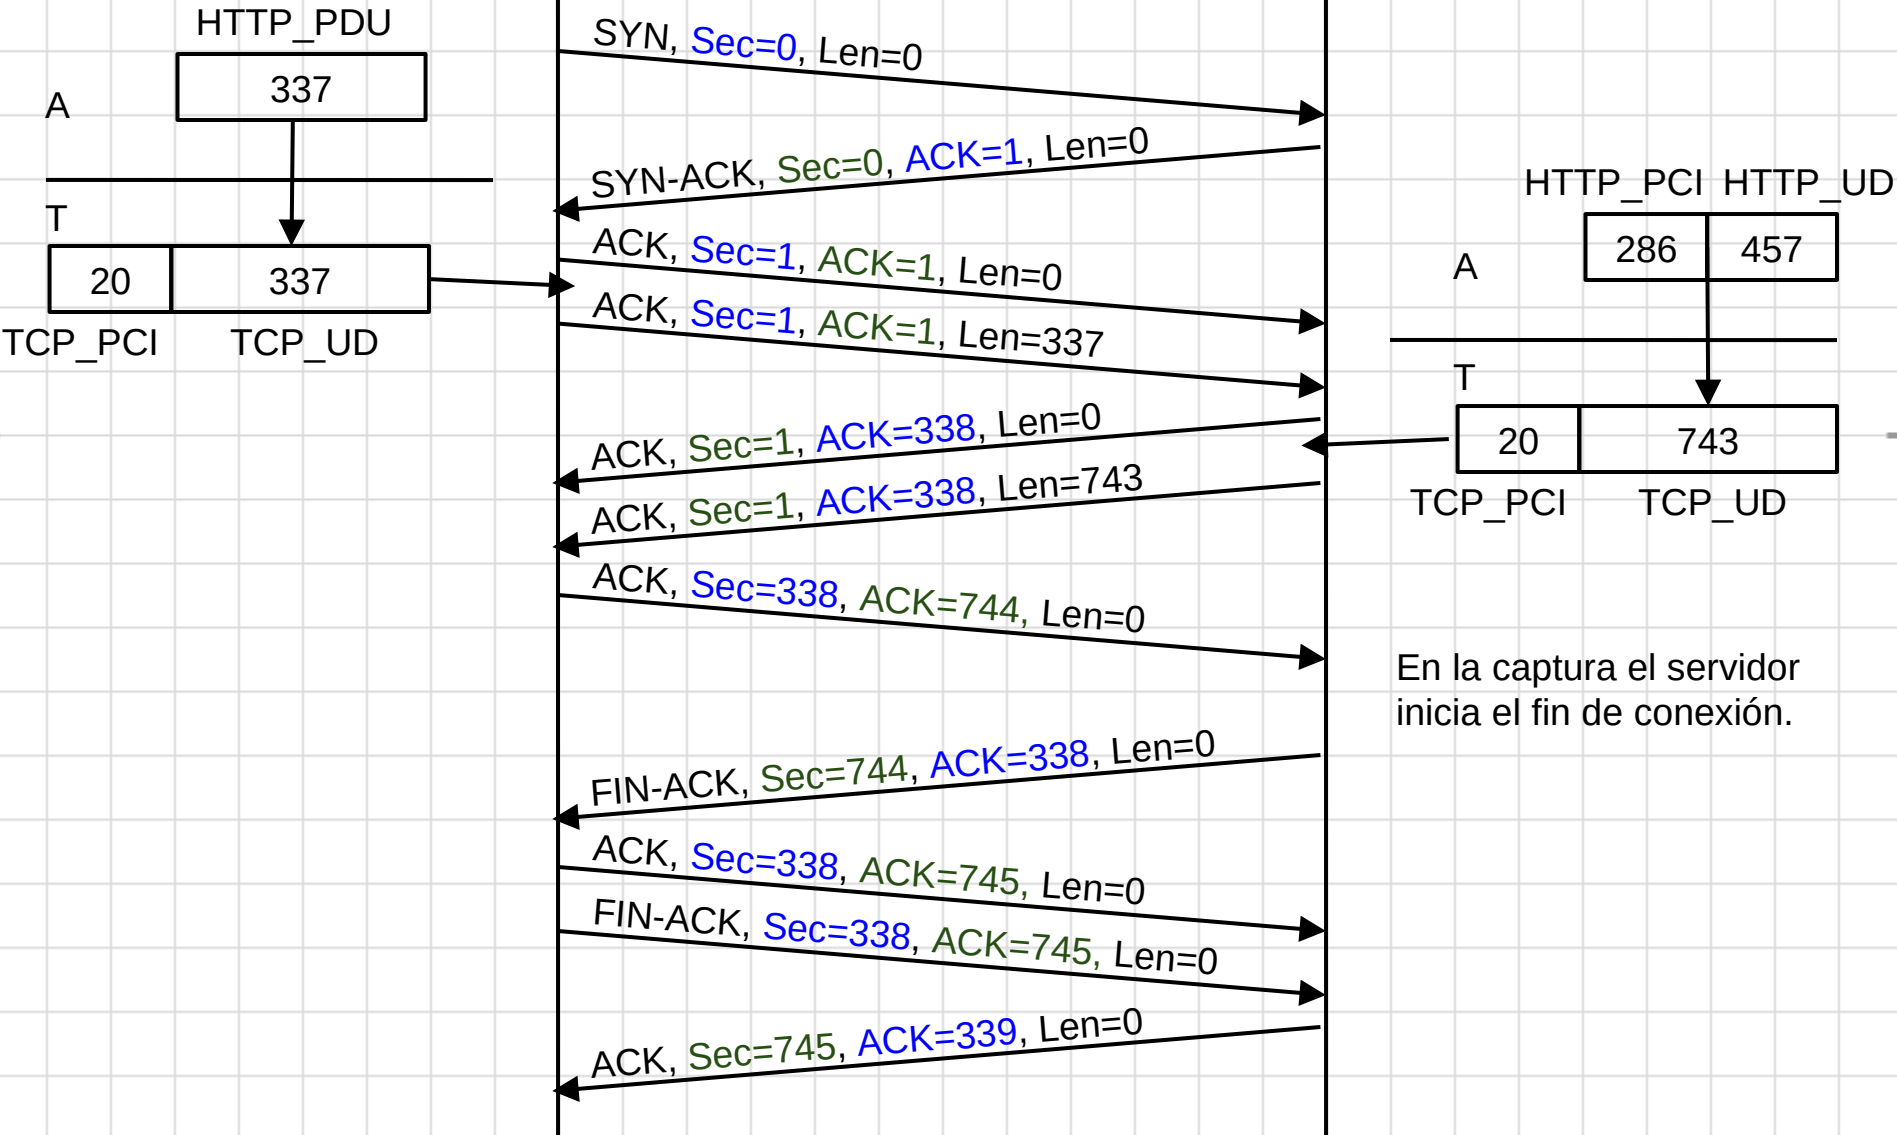 HTTP_PDU
337
A
T
20 337
TCP_PCI TCP_UD
SYN, Sec=0, Len=0
SYN-ACK, Sec=0, ACK=1, Len=0
ACK, Sec=1, ACK=1, Len=0
ACK, Sec=1, ACK=1, Len=337
ACK, Sec=1, ACK=338, Len=0
ACK, Sec=1, ACK=338, Len=743
ACK, Sec=338, ACK=744, Len=0
FIN-ACK, Sec=744, ACK=338, Len=0
ACK, Sec=338, ACK=745, Len=0
FIN-ACK, Sec=338, ACK=745, Len=0
ACK, Sec=745, ACK=339, Len=0
HTTP_PCI HTTP_UD
286 457
A
T
20 743
TCP_PCI TCP_UD
En la captura el servidor
inicia el fin de conexión.